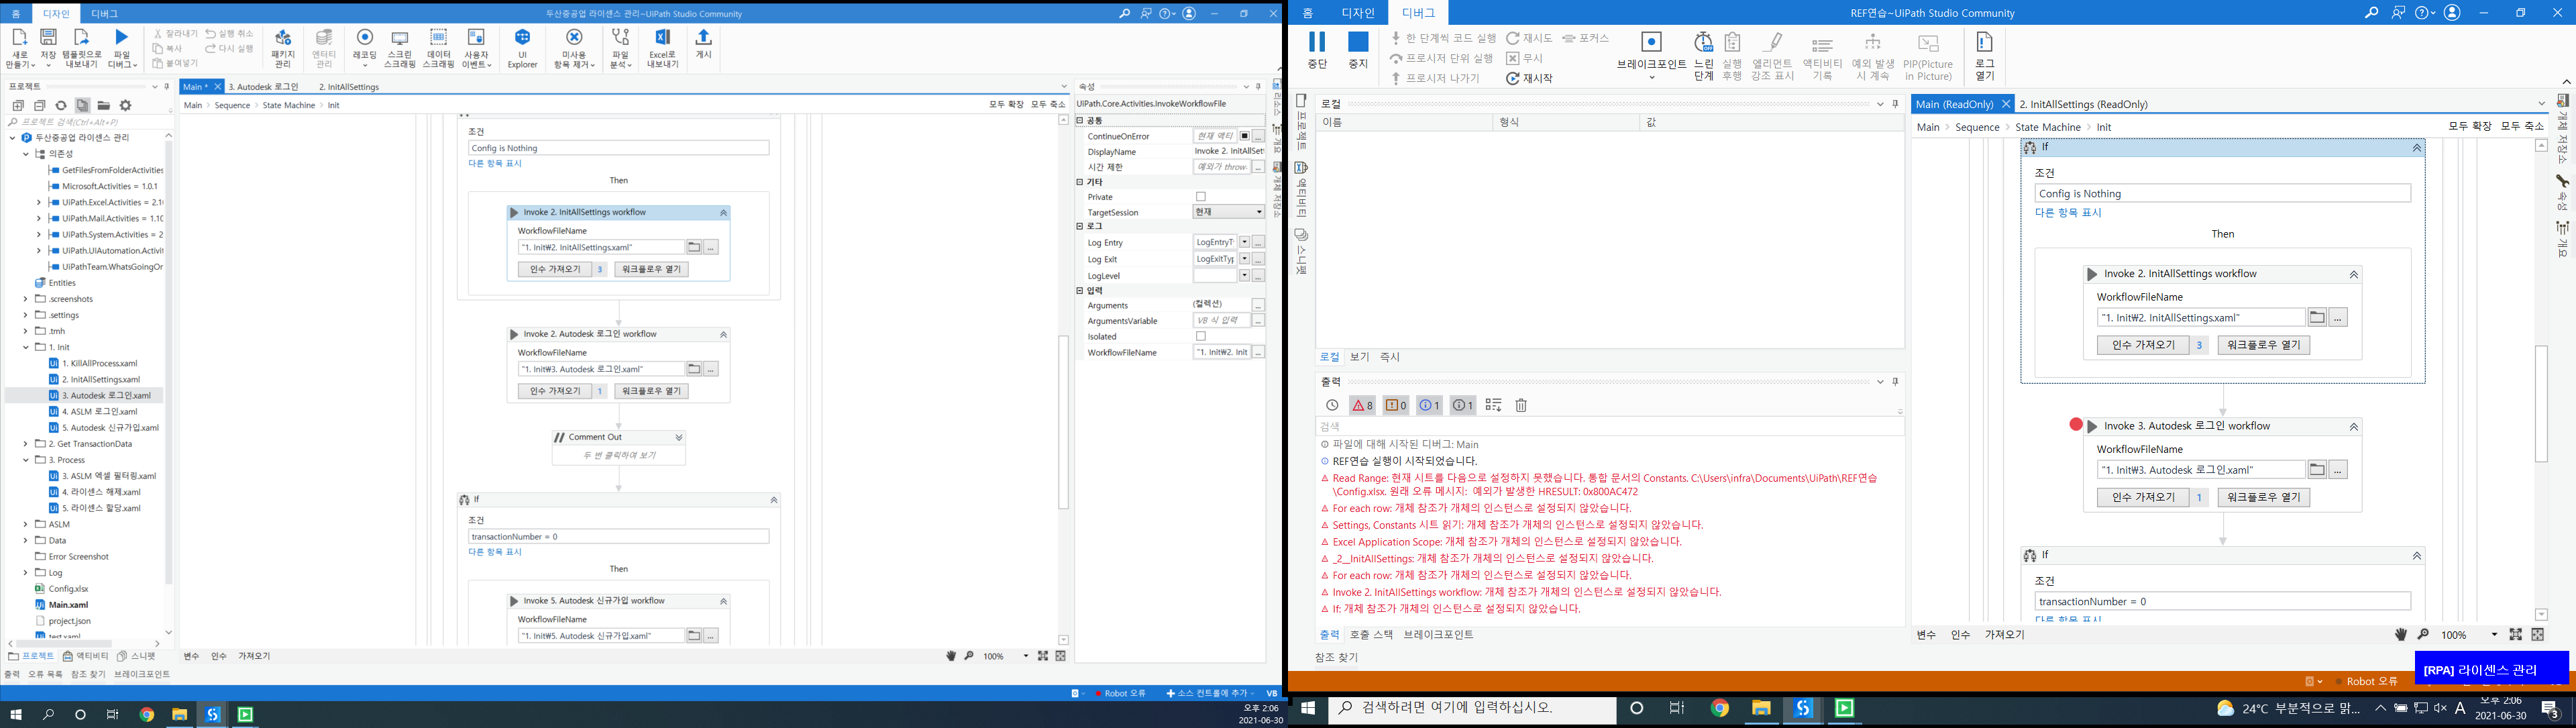 홈 디자인 디버그
두산중공업 라이센스 관리~UiPath Studio Community
새로 만들기
저장
템플릿으로 내보내기
파일 디버그
잘라내기
복사
붙여넣기
실행 취소
다시 실행
패키지 관리
엔터티 관리
레코딩
스크린 스크래핑
데이터 스크래핑
사용자 이벤트
UI Explorer
미사용 항목 제거
파일 분석
Excel로 내보내기
게시
프로젝트
프로젝트 검색(Ctrl+Alt+P)
두산중공업 라이센스 관리
의존성
GetFilesFromFolderActivities
Microsoft.Activities = 1.0.1
UiPath.Excel.Activities = 2.1
UiPath.Mail.Activities = 1.10
UiPath.System.Activities = 2
UiPath.UIAutomation.Activit
UiPathTeam.WhatsGoingOr
Entities
.screenshots
.settings
.tmh
1. Init
1. KillAllProcess.xaml
2. InitAllSettings.xaml
3. Autodesk 로그인.xaml
4. ASLM 로그인.xaml
5. Autodesk 신규가입.xaml
2. Get TransactionData
3. Process
3. ASLM 엑셀 필터링.xaml
4. 라이센스 해제.xaml
5. 라이센스 할당.xaml
ASLM
Data
Error Screenshot
Log
Config.xlsx
Main.xaml
project.json
test.xaml
프로젝트 액티비티 스니펫
출력 오류 목록 참조 찾기 브레이크포인트
Main * 3. Autodesk 로그인 2. InitAllSettings
Main > Sequence > State Machine > Init
모두 확장 모두 축소
조건
Config is Nothing
다른 항목 표시
Then
Invoke 2. InitAllSettings workflow
WorkflowFileName
"1. Init₩2. InitAllSettings.xaml"
인수 가져오기 3 워크플로우 열기
Invoke 2. Autodesk 로그인 workflow
WorkflowFileName
"1. Init₩3. Autodesk 로그인.xaml"
인수 가져오기 1 워크플로우 열기
Comment Out
두 번 클릭하여 보기
If
조건
transactionNumber = 0
다른 항목 표시
Then
Invoke 5. Autodesk 신규가입 workflow
WorkflowFileName
"1. Init₩5. Autodesk 신규가입.xaml"
변수 인수 가져오기
100%
속성
UiPath.Core.Activities.InvokeWorkflowFile
공통
ContinueOnError 현재 액티
DisplayName Invoke 2. InitAllSet
시간 제한 예외가 throw
기타
Private
TargetSession 현재
로그
Log Entry LogEntryT
Log Exit LogExitTyp
LogLevel
입력
Arguments (컬렉션)
ArgumentsVariable VB 식 입력
Isolated
WorkflowFileName "1. Init₩2. Init
개요
개체 저장소
Robot 오류 소스 컨트롤에 추가 VB
오후 2:06
2021-06-30
홈 디자인 디버그
REF연습~UiPath Studio Community
중단
중지
한 단계씩 코드 실행
프로시저 단위 실행
프로시저 나가기
재시도
무시
재시작
포커스
브레이크포인트
느린 단계
실행 후행
엘리먼트 강조 표시
액티비티 기록
예외 발생 시 계속
PIP(Picture in Picture)
로그 열기
프로젝트
액티비티
스니펫
로컬
이름 형식 값
로컬 보기 즉시
출력
8 0 1 1
검색
파일에 대해 시작된 디버그: Main
REF연습 실행이 시작되었습니다.
Read Range: 현재 시트를 다음으로 설정하지 못했습니다. 통합 문서의 Constants. C:\Users\infra\Documents\UiPath\REF연습
\Config.xlsx. 원래 오류 메시지: 예외가 발생한 HRESULT: 0x800AC472
For each row: 개체 참조가 개체의 인스턴스로 설정되지 않았습니다.
Settings, Constants 시트 읽기: 개체 참조가 개체의 인스턴스로 설정되지 않았습니다.
Excel Application Scope: 개체 참조가 개체의 인스턴스로 설정되지 않았습니다.
_2__InitAllSettings: 개체 참조가 개체의 인스턴스로 설정되지 않았습니다.
For each row: 개체 참조가 개체의 인스턴스로 설정되지 않았습니다.
Invoke 2. InitAllSettings workflow: 개체 참조가 개체의 인스턴스로 설정되지 않았습니다.
If: 개체 참조가 개체의 인스턴스로 설정되지 않았습니다.
출력 호출 스택 브레이크포인트
참조 찾기
Main (ReadOnly) 2. InitAllSettings (ReadOnly)
Main > Sequence > State Machine > Init
모두 확장 모두 축소
If
조건
Config is Nothing
다른 항목 표시
Then
Invoke 2. InitAllSettings workflow
WorkflowFileName
"1. Init₩2. InitAllSettings.xaml"
인수 가져오기 3 워크플로우 열기
Invoke 3. Autodesk 로그인 workflow
WorkflowFileName
"1. Init₩3. Autodesk 로그인.xaml"
인수 가져오기 1 워크플로우 열기
If
조건
transactionNumber = 0
다른 항목 표시
변수 인수 가져오기
100%
개체 저장소
속성
개요
[RPA] 라이센스 관리
Robot 오류
검색하려면 여기에 입력하십시오.
24°C 부분적으로 맑...
A
오후 2:06
2021-06-30
3